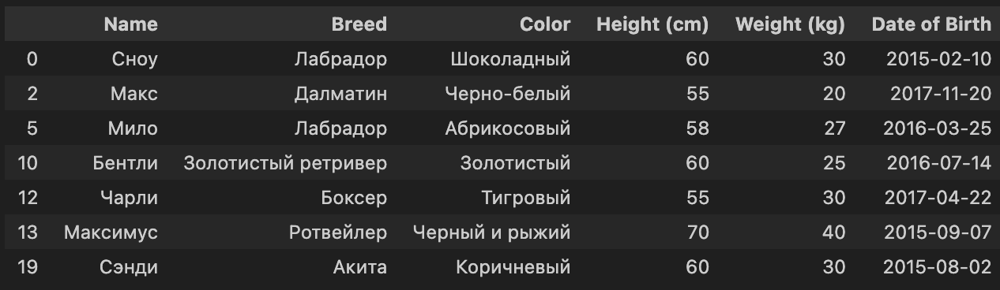 Name Breed Color Height (cm) Weight (kg) Date of Birth
0 Сноу Лабрадор Шоколадный 60 30 2015-02-10
2 Макс Далматин Черно-белый 55 20 2017-11-20
5 Мило Лабрадор Абрикосовый 58 27 2016-03-25
10 Бентли Золотистый ретривер Золотистый 60 25 2016-07-14
12 Чарли Боксер Тигровый 55 30 2017-04-22
13 Максимус Ротвейлер Черный и рыжий 70 40 2015-09-07
19 Сэнди Акита Коричневый 60 30 2015-08-02